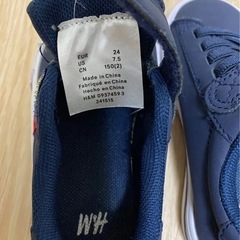 EUR 24
US 7.5
CN 150(2)
Made in China
Fabriqué en Chine
Hecho en China
H&M 0937459 3
241515
H&M